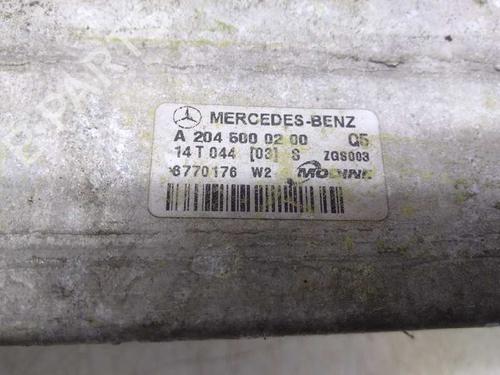 MERCEDES-BENZ
A 204 500 02 00 Q5
14 T 044 [03] S ZGS003
6770176 W2 MODINE